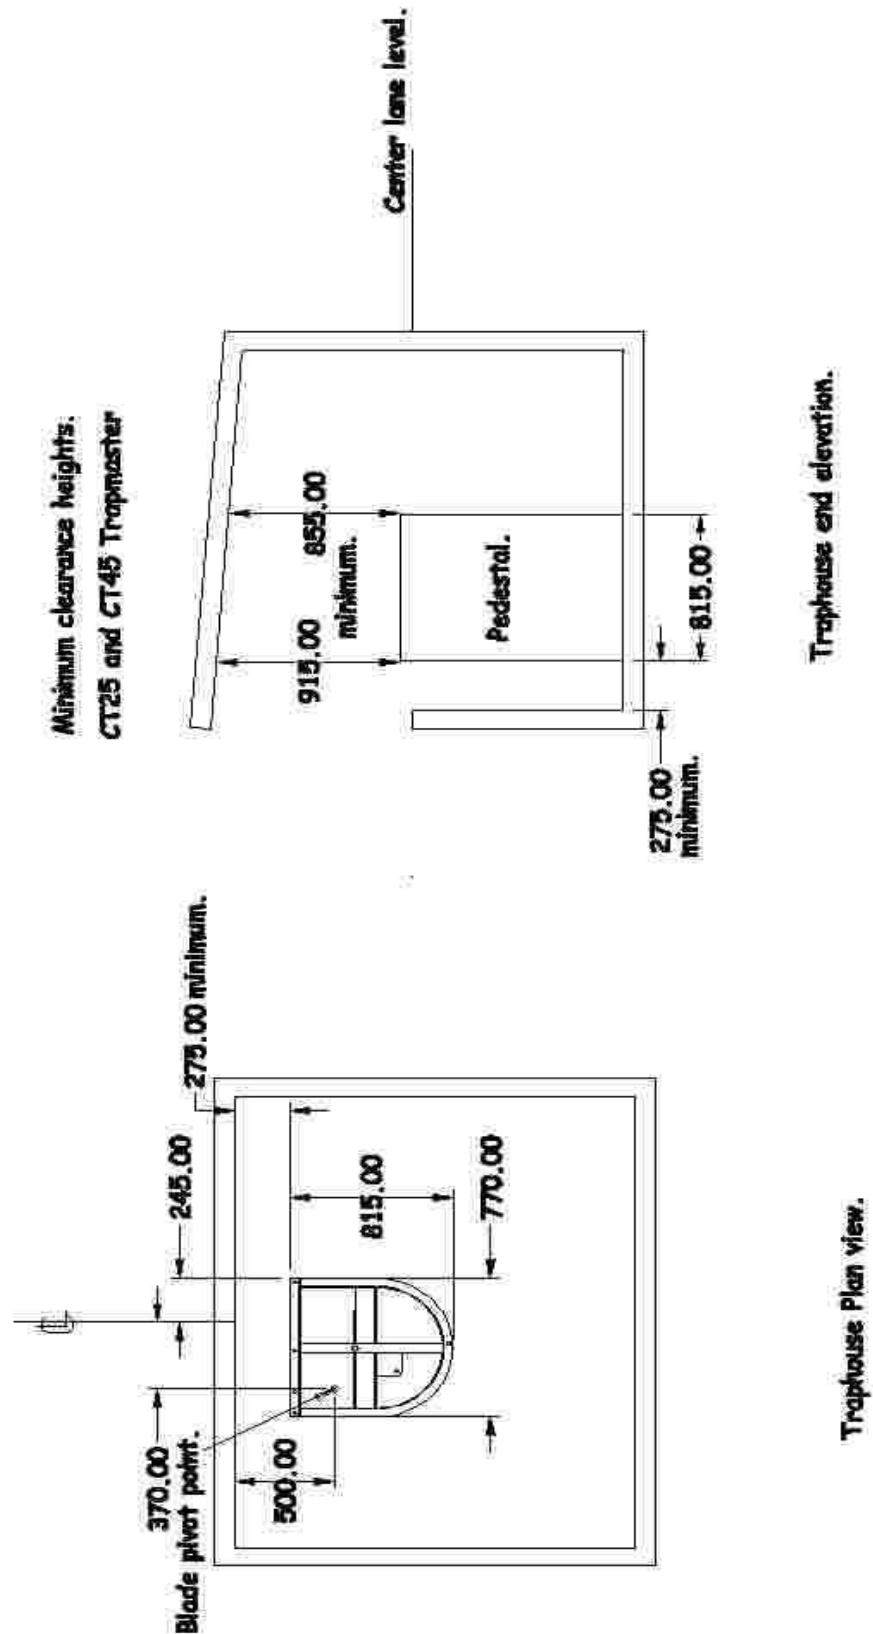 Minimum clearance heights.
CT25 and CT45 Trapmaster
Center lane level.
915.00
855.00
minimum.
Pedestal.
275.00
minimum.
815.00
Traphouse end elevation.
370.00
Blade pivot point.
245.00
275.00 minimum.
500.00
815.00
770.00
Traphouse Plan view.